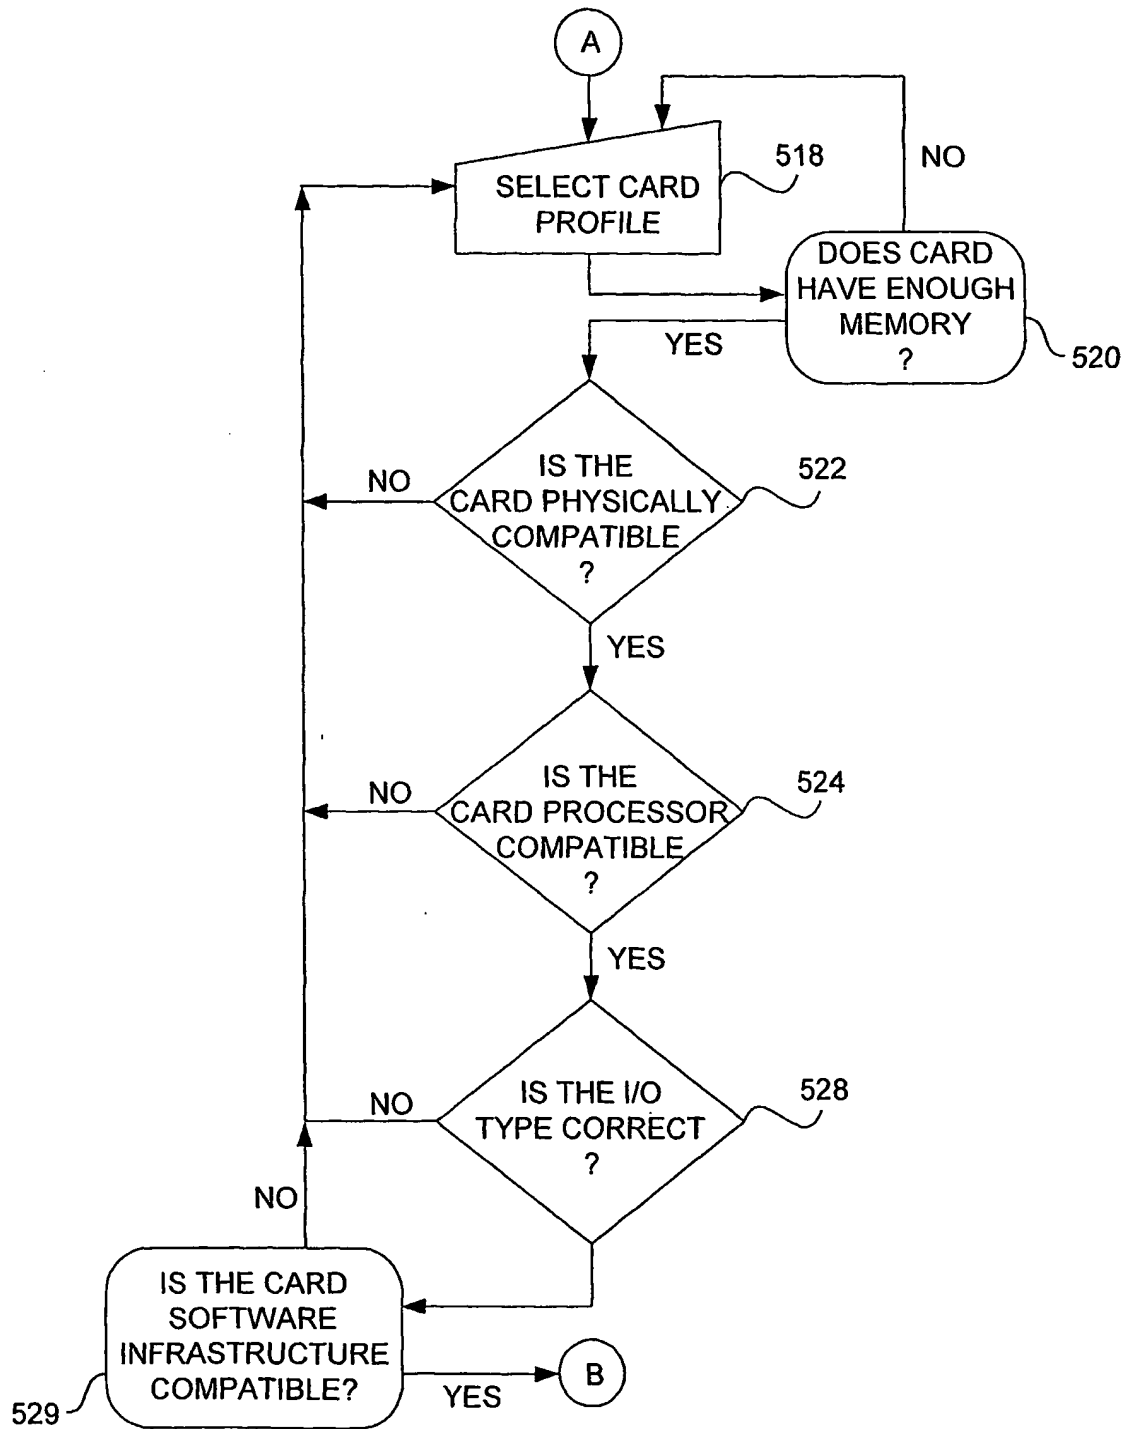 A
SELECT CARD
PROFILE
518
NO
DOES CARD
HAVE ENOUGH
MEMORY
?
520
YES
IS THE
CARD PHYSICALLY
COMPATIBLE
?
522
NO
YES
IS THE
CARD PROCESSOR
COMPATIBLE
?
524
NO
YES
IS THE I/O
TYPE CORRECT
?
528
NO
NO
IS THE CARD
SOFTWARE
INFRASTRUCTURE
COMPATIBLE?
529
YES
B